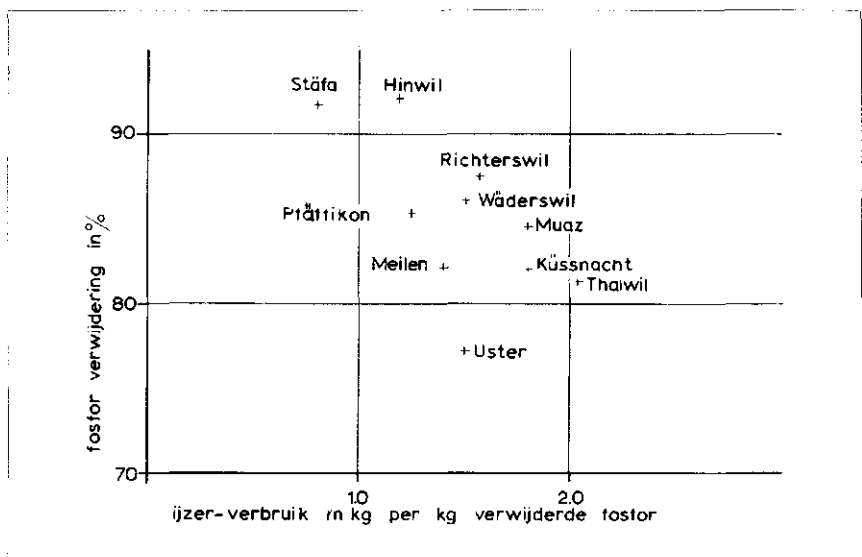 Stäfa Hinwil
90
Richterswil
Wäderswil
Pfättikon
Muaz
Meilen
Küssnacht
Thalwil
80
Uster
70
1.0 2.0
fosfor verwijdering in%
ijzer-verbruik in kg per kg verwijderde fosfor